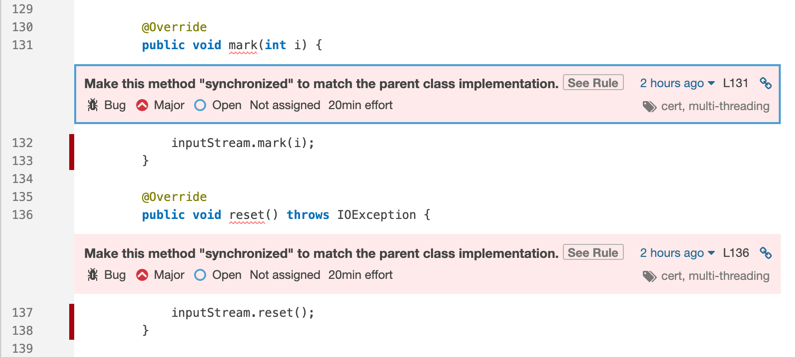 129
130 @Override
131 public void mark(int i) {
Make this method "synchronized" to match the parent class implementation. See Rule 2 hours ago L131
Bug Major Open Not assigned 20min effort cert, multi-threading
132 inputStream.mark(i);
133 }
134
135 @Override
136 public void reset() throws IOException {
Make this method "synchronized" to match the parent class implementation. See Rule 2 hours ago L136
Bug Major Open Not assigned 20min effort cert, multi-threading
137 inputStream.reset();
138 }
139